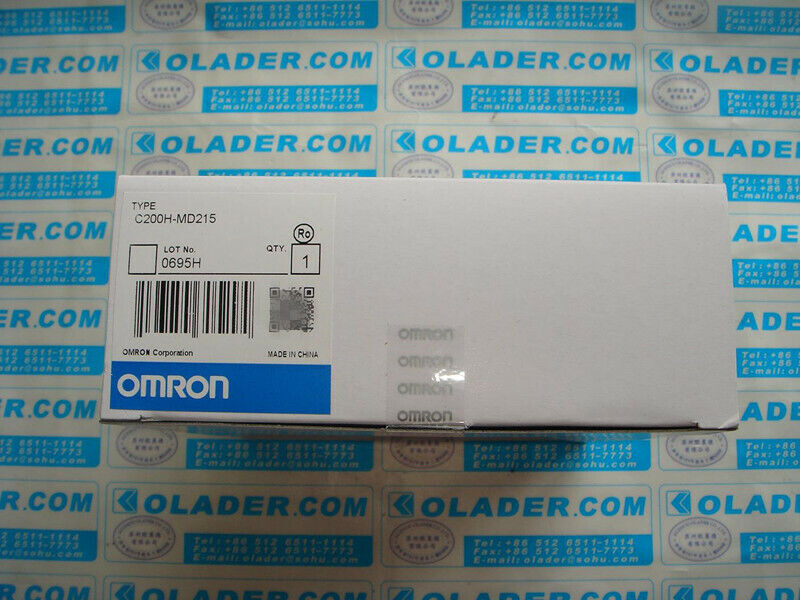 TYPE
C200H-MD215
Ro
LOT No.
QTY.
0695H
1
OMRON Corporation
MADE IN CHINA
OMRON
OMRON
OMRON
OMRON
OMRON
OLADER.COM
Tel:+86 512 6511-1114
Fax:+86 512 6511-7773
E-mail:olader@sohu.com